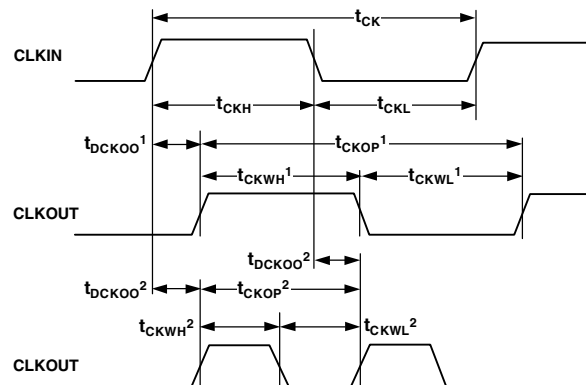 tCK
CLKIN
tCKH
tCKL
tDCKOO1
tCKOP1
tCKWH1
tCKWL1
CLKOUT
tDCKOO2
tDCKOO2
tCKOP2
tCKWH2
tCKWL2
CLKOUT